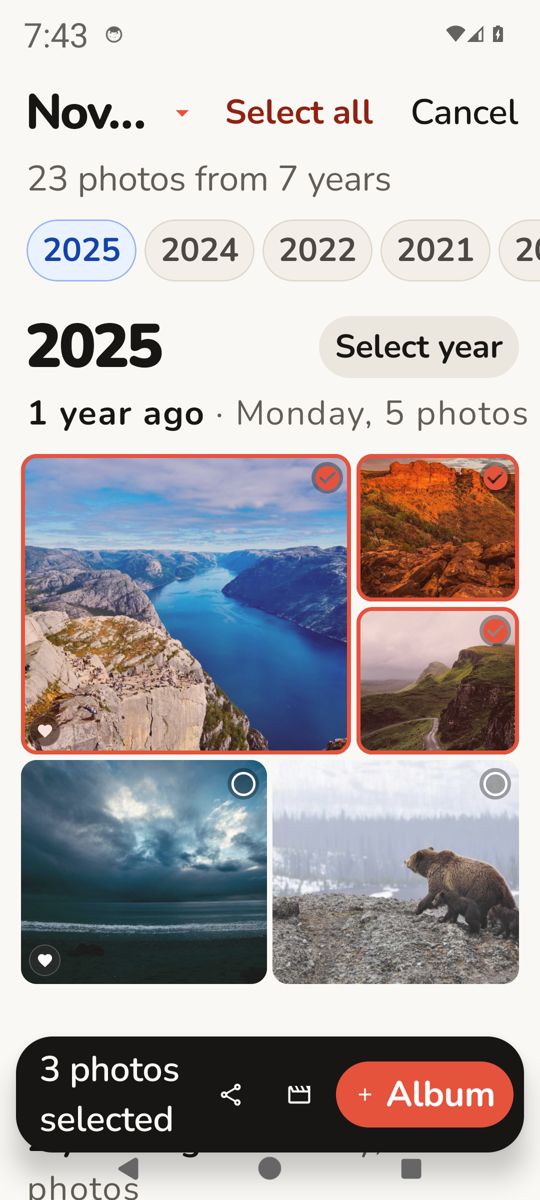 7:43
Nov... Select all Cancel
23 photos from 7 years
2025 2024 2022 2021
2025 Select year
1 year ago · Monday, 5 photos
3 photos
selected
+ Album
photos